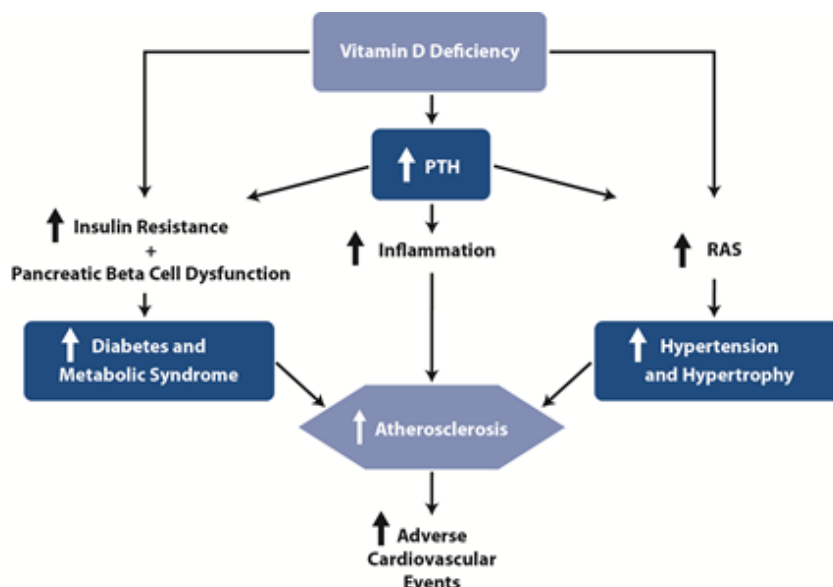 Vitamin D Deficiency
PTH
Insulin Resistance
+
Pancreatic Beta Cell Dysfunction
Inflammation
RAS
Diabetes and
Metabolic Syndrome
Hypertension
and Hypertrophy
Atherosclerosis
Adverse
Cardiovascular
Events